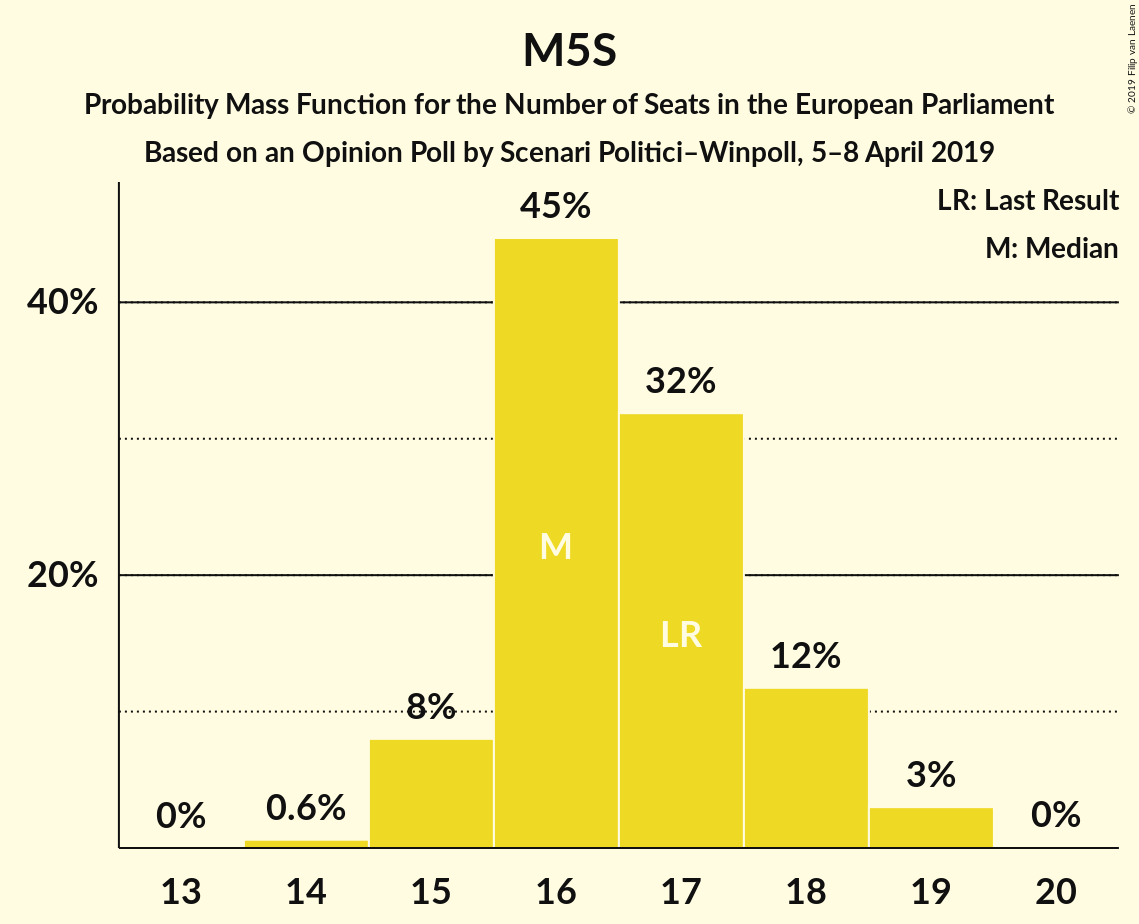 M5S
Probability Mass Function for the Number of Seats in the European Parliament
Based on an Opinion Poll by Scenari Politici–Winpoll, 5–8 April 2019
© 2019 Filip van Laenen
LR: Last Result
M: Median
45%
40%
32%
M
20%
LR
12%
8%
3%
0%
0.6%
0%
13 14 15 16 17 18 19 20